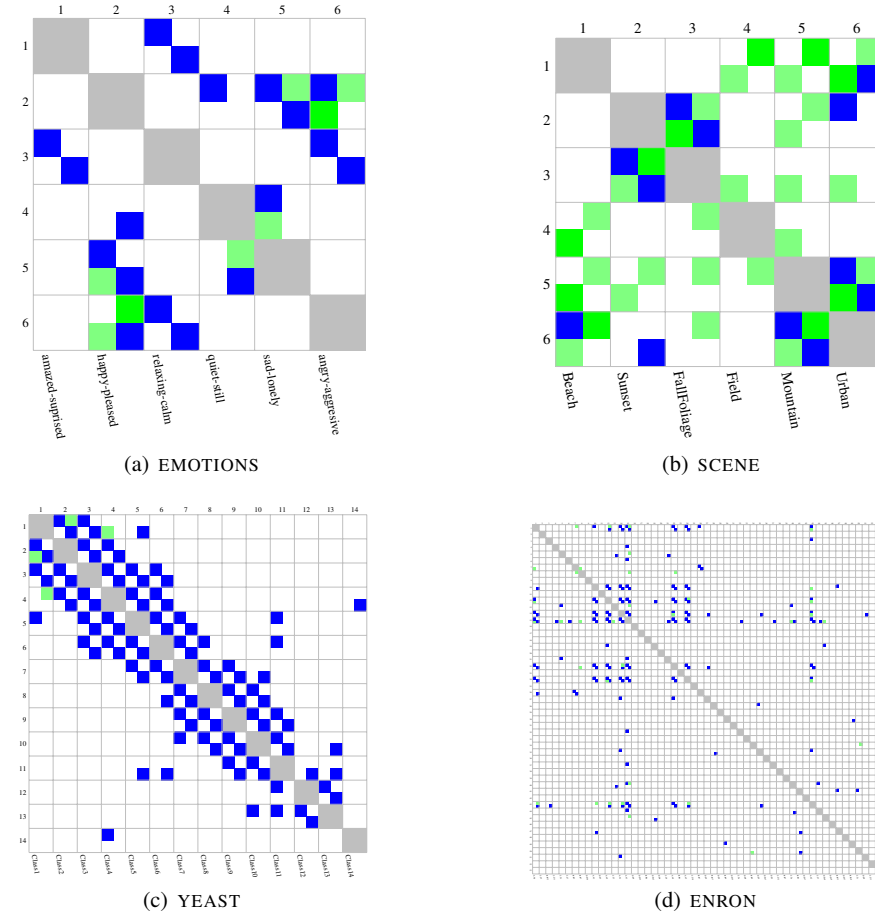 1 2 3 4 5 6
1
2
3
4
5
6
amazed-suprised
happy-pleased
relaxing-calm
quiet-still
sad-lonely
angry-aggresive
(a) EMOTIONS
1 2 3 4 5 6
1
2
3
4
5
6
Beach
Sunset
FallFoliage
Field
Mountain
Urban
(b) SCENE
1 2 3 4 5 6 7 8 9 10 11 12 13 14
1
2
3
4
5
6
7
8
9
10
11
12
13
14
Class1
Class2
Class3
Class4
Class5
Class6
Class7
Class8
Class9
Class10
Class11
Class12
Class13
Class14
(c) YEAST
(d) ENRON